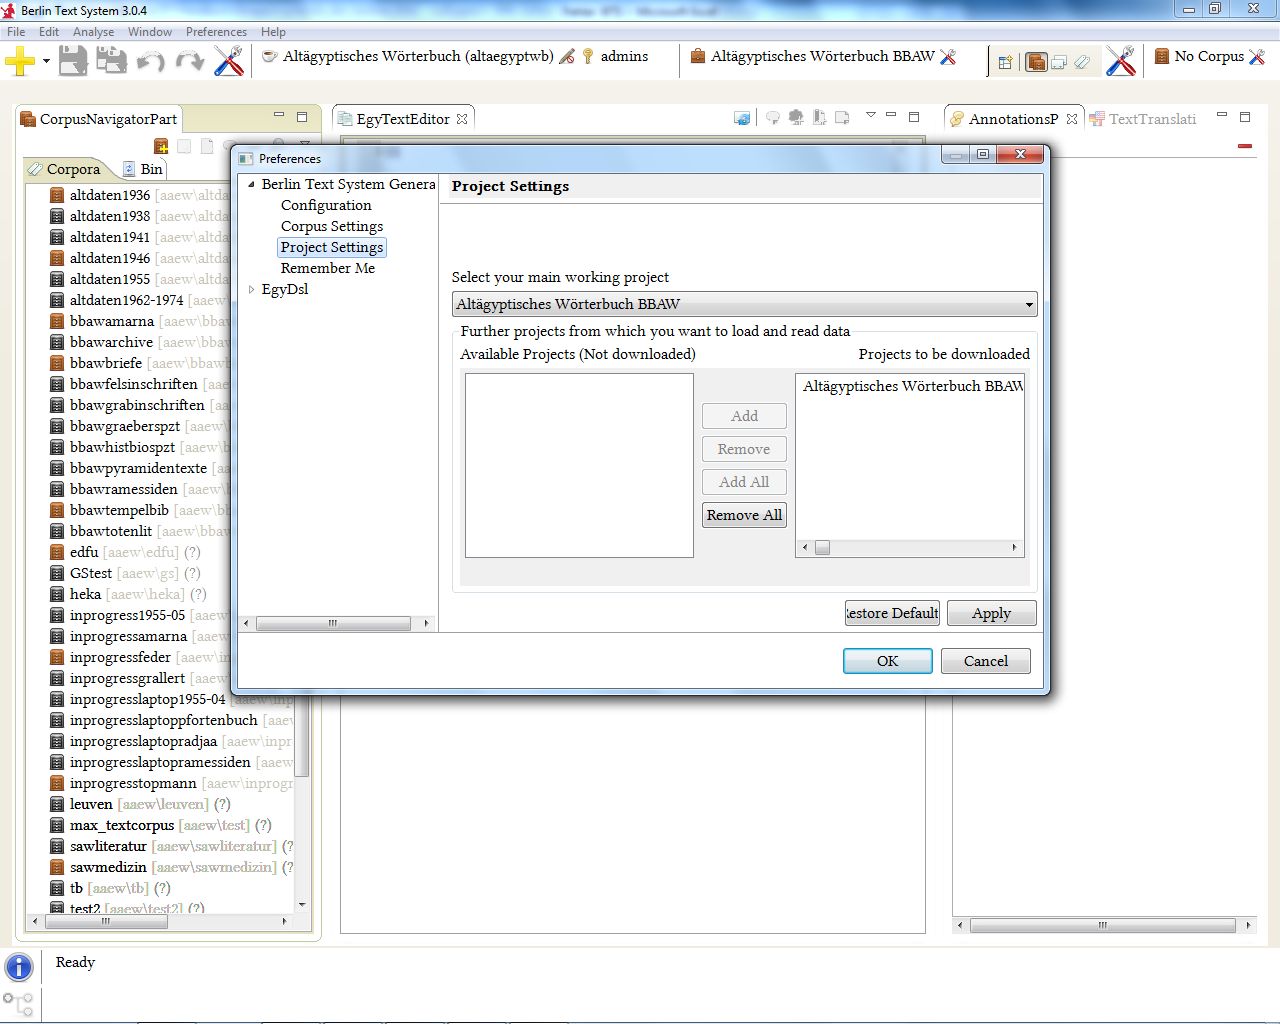 Berlin Text System 3.0.4
File Edit Analyse Window Preferences Help
Altägyptisches Wörterbuch (altaegyptwb) admins Altägyptisches Wörterbuch BBAW No Corpus
CorpusNavigatorPart
Corpora Bin
altdaten1936 [aaew\altda
altdaten1938 [aaew\altda
altdaten1941 [aaew\altda
altdaten1946 [aaew\altda
altdaten1955 [aaew\altda
altdaten1962-1974 [aaew\
bbawamarna [aaew\bbaw
bbawarchive [aaew\bbaw
bbawbriefe [aaew\bbawb
bbawfelsinschriften [aaew
bbawgrabinschriften [aaew
bbawgraeberspzt [aaew\b
bbawhistbiospzt [aaew\b
bbawpyramidentexte [aaew
bbawramessiden [aaew\b
bbawtempelbib [aaew\bb
bbawtotenlit [aaew\bbaw
edfu [aaew\edfu] (?)
GStest [aaew\gs] (?)
heka [aaew\heka] (?)
inprogress1955-05 [aaew
inprogressamarna [aaew\
inprogressfeder [aaew\in
inprogressgrallert [aaew\
inprogresslaptop1955-04 [aaew\inp
inprogresslaptoppfortenbuch [aaew
inprogresslaptopradjaa [aaew\inpr
inprogresslaptopramessiden [aaew
inprogresstopmann [aaew\inprogr
leuven [aaew\leuven] (?)
max_textcorpus [aaew\test] (?)
sawliteratur [aaew\sawliteratur] (?
sawmedizin [aaew\sawmedizin] (?
tb [aaew\tb] (?)
test2 [aaew\test2] (?)
EgyTextEditor
AnnotationsP TextTranslati
Preferences
Berlin Text System Genera
Configuration
Corpus Settings
Project Settings
Remember Me
EgyDsl
Project Settings
Select your main working project
Altägyptisches Wörterbuch BBAW
Further projects from which you want to load and read data
Available Projects (Not downloaded) Projects to be downloaded
Altägyptisches Wörterbuch BBAW
Add
Remove
Add All
Remove All
estore Default Apply
OK Cancel
Ready